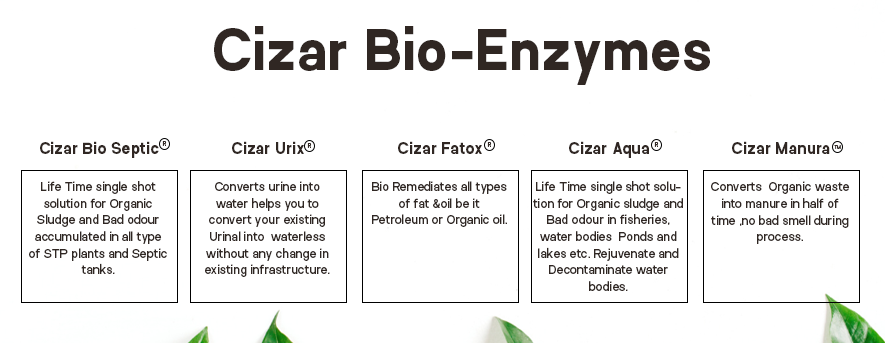 Cizar Bio-Enzymes
Cizar Bio Septic®
Life Time single shot
solution for Organic
Sludge and Bad odour
accumulated in all type
of STP plants and Septic
tanks.
Cizar Urix®
Converts urine into
water helps you to
convert your existing
Urinal into waterless
without any change in
existing infrastructure.
Cizar Fatox®
Bio Remediates all types
of fat &oil be it
Petroleum or Organic oil.
Cizar Aqua®
Life Time single shot solu-
tion for Organic sludge and
Bad odour in fisheries,
water bodies Ponds and
lakes etc. Rejuvenate and
Decontaminate water
bodies.
Cizar Manura™
Converts Organic waste
into manure in half of
time ,no bad smell during
process.